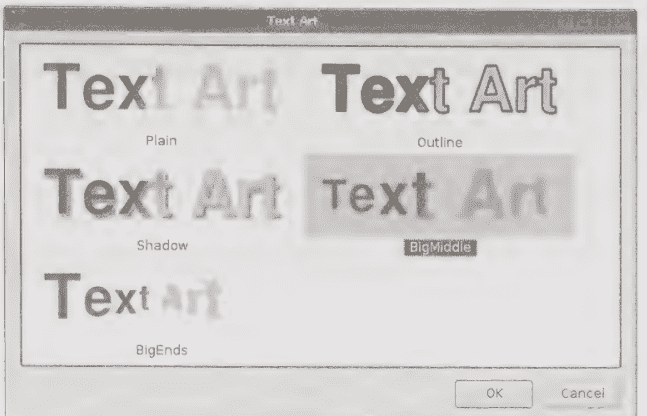 Text Art
Text Art
Text Art
Plain
Outline
Text Art
Text Art
Shadow
BigMiddle
Text Art
BigEnds
OK
Cancel